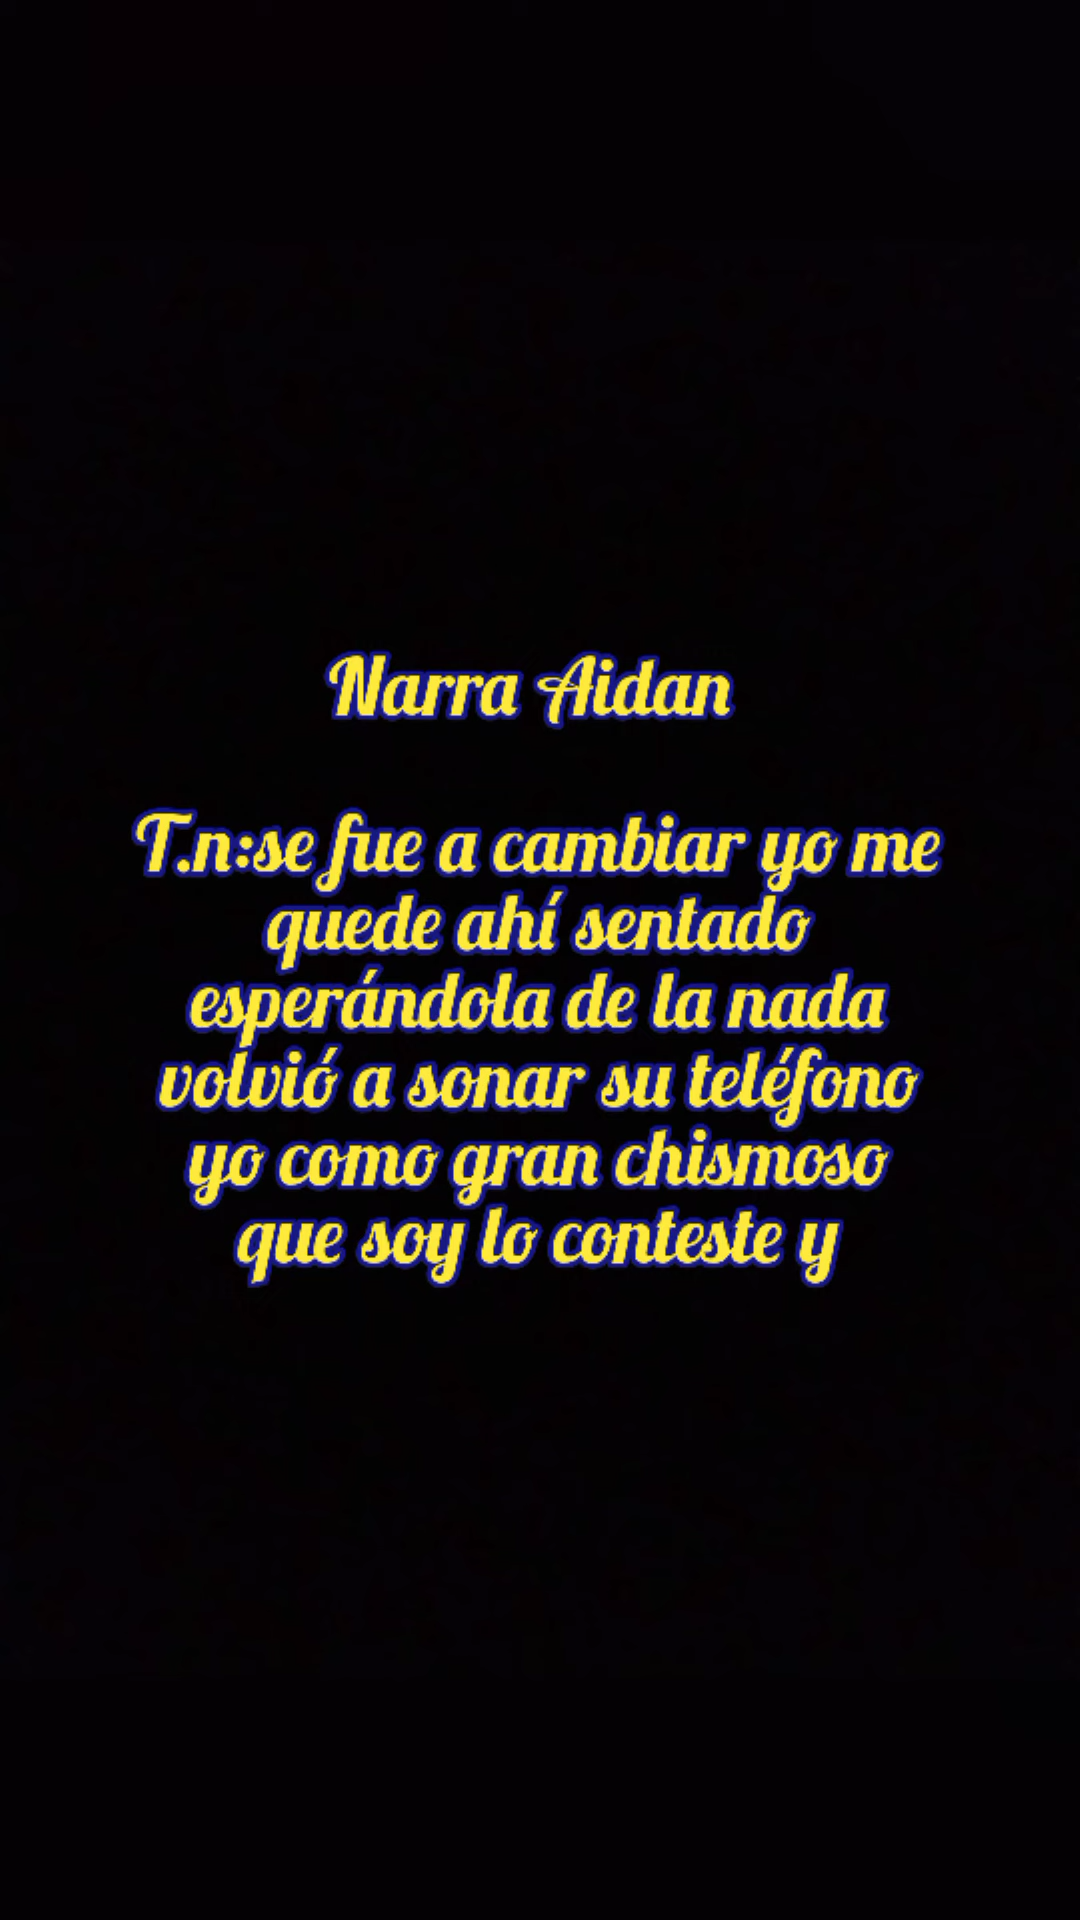 Narra Aidan
T.n:se fue a cambiar yo me
quede ahí sentado
esperándola de la nada
volvió a sonar su teléfono
yo como gran chismoso
que soy lo conteste y